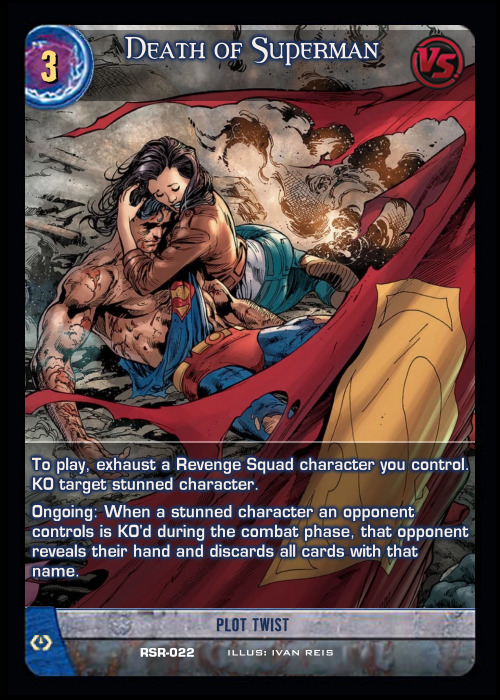 3
DEATH OF SUPERMAN
VS.
To play, exhaust a Revenge Squad character you control.
KO target stunned character.
Ongoing: When a stunned character an opponent
controls is KO'd during the combat phase, that opponent
reveals their hand and discards all cards with that
name.
PLOT TWIST
RSR-022 ILLUS: IVAN REIS